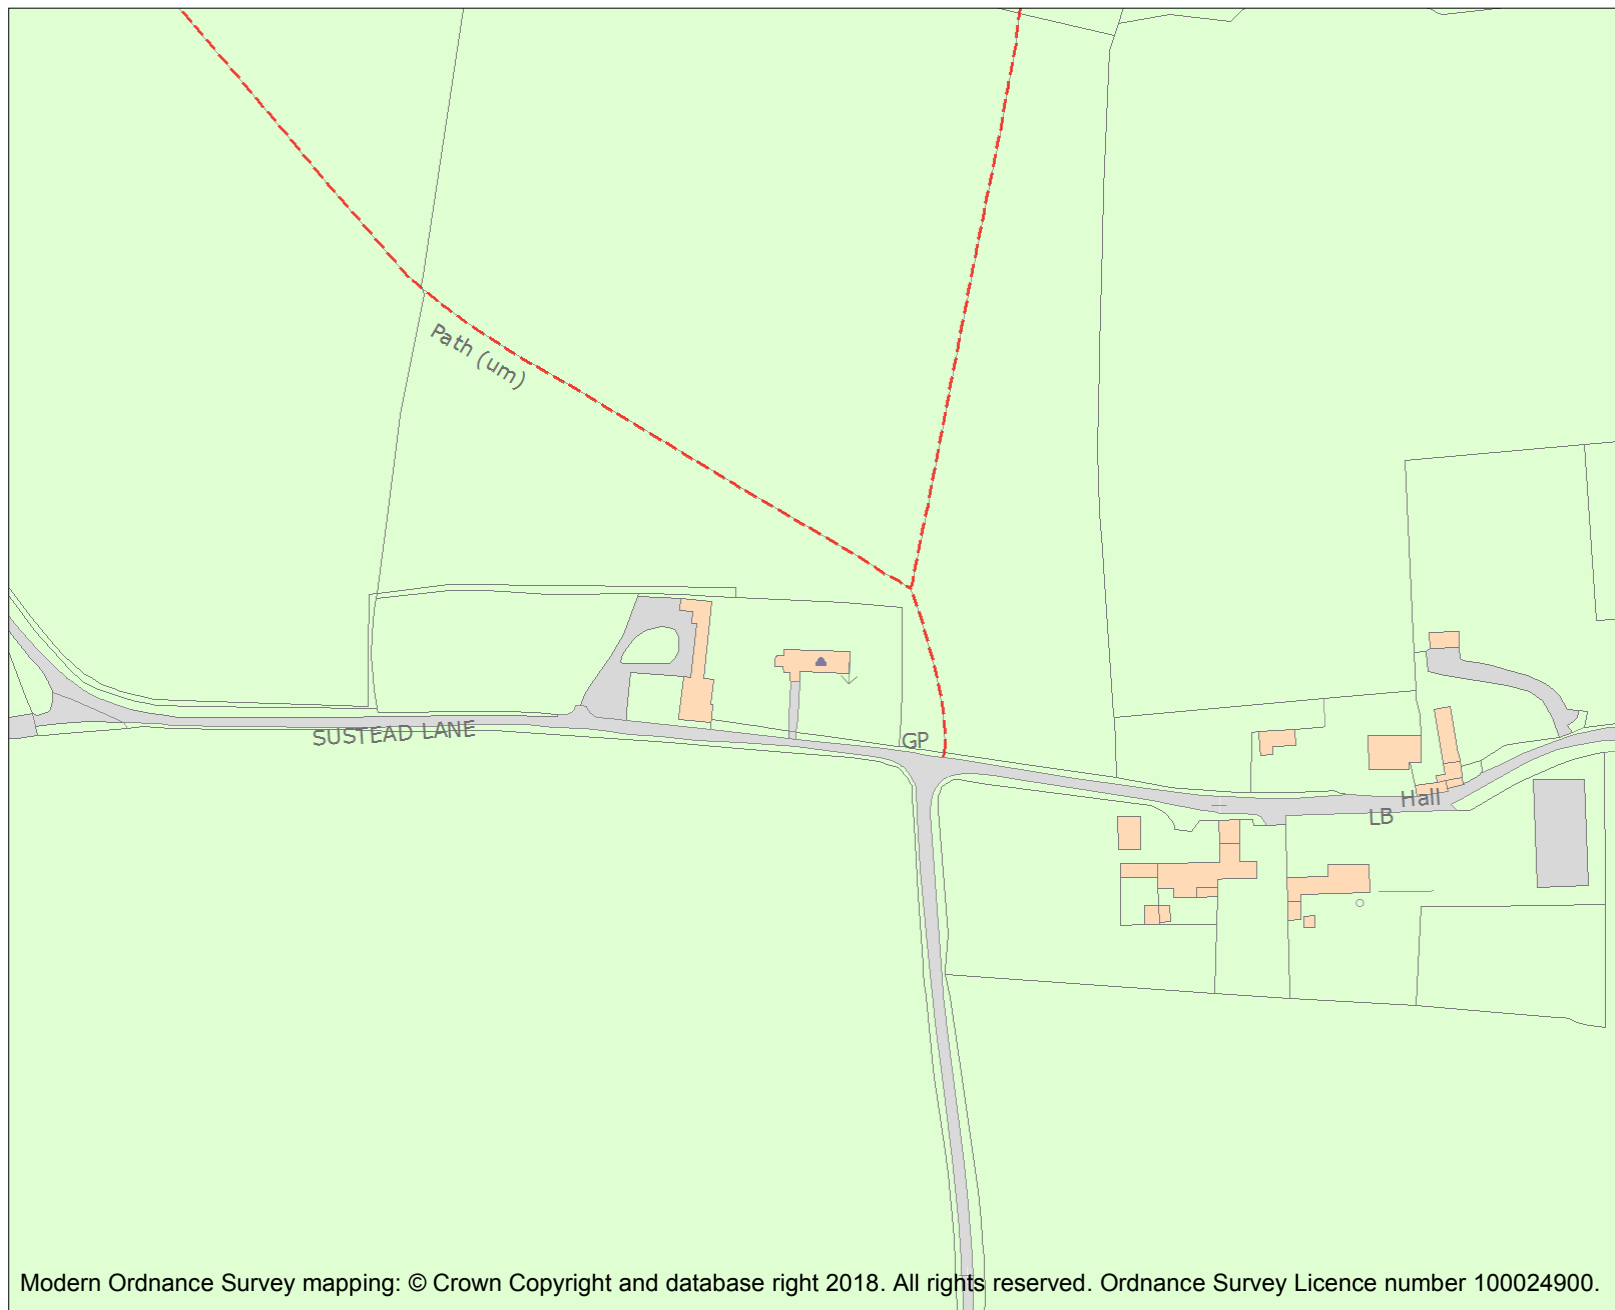 Path (um)
SUSTEAD LANE
GP
Hall
LB
Modern Ordnance Survey mapping: © Crown Copyright and database right 2018. All rights reserved. Ordnance Survey Licence number 100024900.